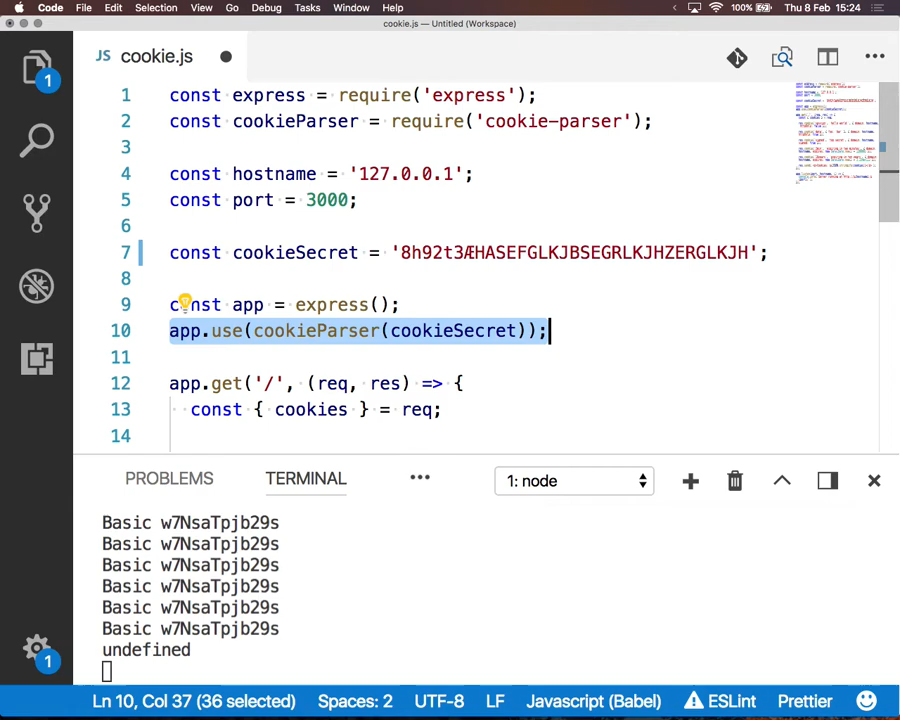 Code File Edit Selection View Go Debug Tasks Window Help 100% Thu 8 Feb 15:24
cookie.js — Untitled (Workspace)
JS cookie.js
1 const express = require('express');
2 const cookieParser = require('cookie-parser');
3
4 const hostname = '127.0.0.1';
5 const port = 3000;
6
7 const cookieSecret = '8h92t3ÆHASEFGLKJBSEGRLKJHZERGLKJH';
8
9 const app = express();
10 app.use(cookieParser(cookieSecret));
11
12 app.get('/', (req, res) => {
13 const { cookies } = req;
14
1
PROBLEMS TERMINAL ••• 1: node
Basic w7NsaTpjb29s
Basic w7NsaTpjb29s
Basic w7NsaTpjb29s
Basic w7NsaTpjb29s
Basic w7NsaTpjb29s
Basic w7NsaTpjb29s
undefined
1
Ln 10, Col 37 (36 selected) Spaces: 2 UTF-8 LF Javascript (Babel) ESLint Prettier